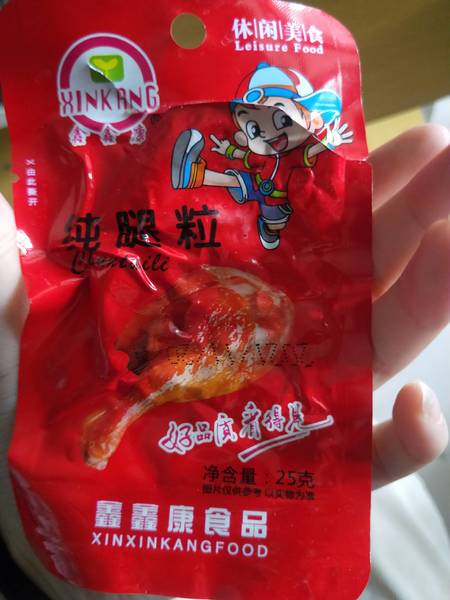 休闲美食
Leisure Food
XINKANG
鑫鑫康
®
由此撕开
纯腿粒
Chuntuili
好品质看得见
净含量：25克
图片仅供参考 以实物为准
鑫鑫康食品
XINXINKANGFOOD